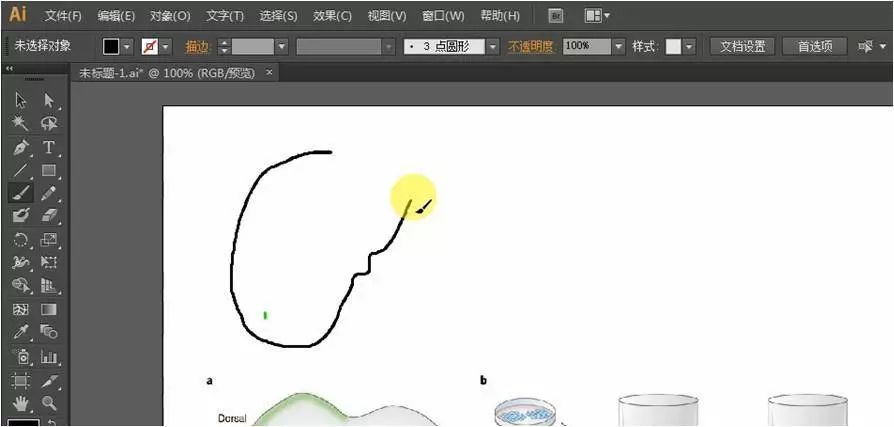 Ai 文件(F) 编辑(E) 对象(O) 文字(T) 选择(S) 效果(C) 视图(V) 窗口(W) 帮助(H) Br
未选择对象 描边 3 点圆形 不透明度 100% 样式: 文档设置 首选项
未标题-1.ai* @ 100% (RGB/预览) ×
T
a b
Dorsal